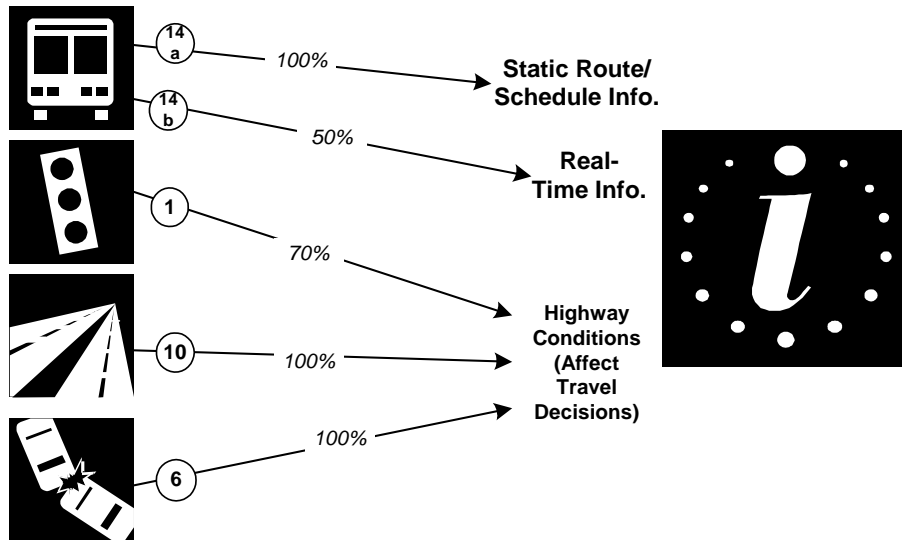 14
a
100%
Static Route/
Schedule Info.
14
b
50%
Real-
Time Info.
1
70%
Highway
Conditions
(Affect
Travel
Decisions)
10
100%
6
100%
i